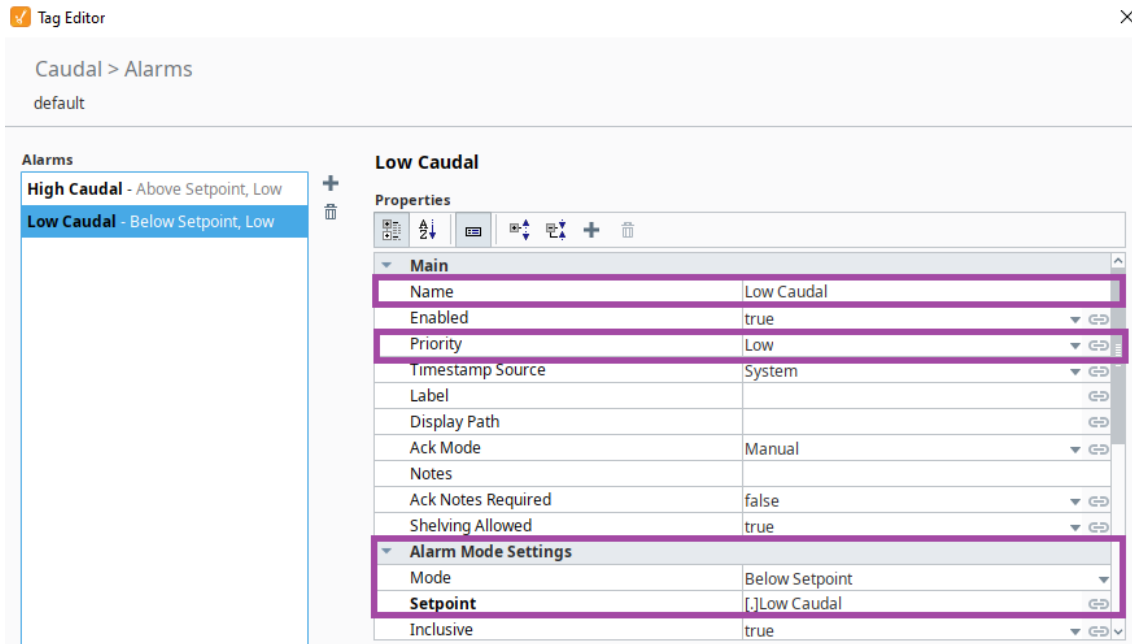 Tag Editor
Caudal > Alarms
default
Alarms
High Caudal - Above Setpoint, Low
Low Caudal - Below Setpoint, Low
Low Caudal
Properties
Main
Name Low Caudal
Enabled true
Priority Low
Timestamp Source System
Label
Display Path
Ack Mode Manual
Notes
Ack Notes Required false
Shelving Allowed true
Alarm Mode Settings
Mode Below Setpoint
Setpoint [.]Low Caudal
Inclusive true